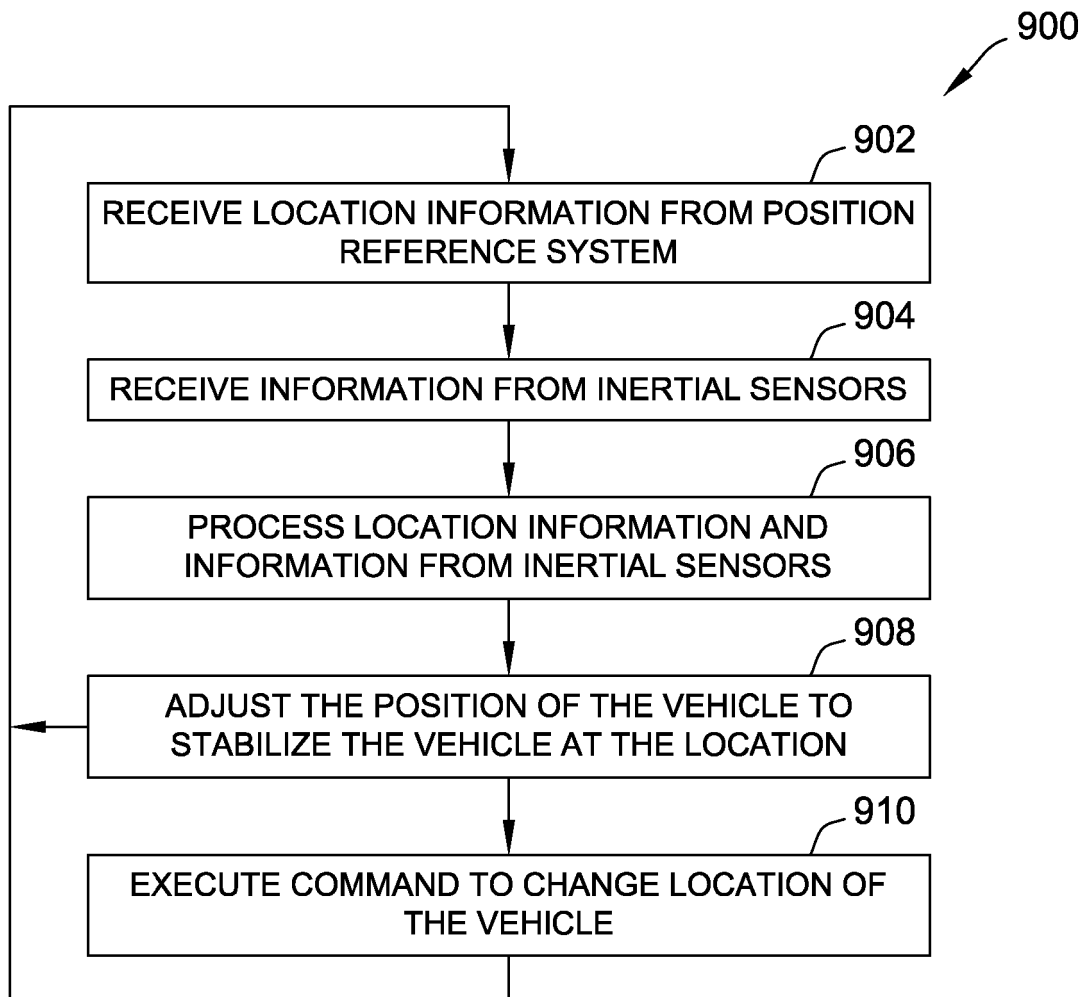 900
902
RECEIVE LOCATION INFORMATION FROM POSITION
REFERENCE SYSTEM
904
RECEIVE INFORMATION FROM INERTIAL SENSORS
906
PROCESS LOCATION INFORMATION AND
INFORMATION FROM INERTIAL SENSORS
908
ADJUST THE POSITION OF THE VEHICLE TO
STABILIZE THE VEHICLE AT THE LOCATION
910
EXECUTE COMMAND TO CHANGE LOCATION OF
THE VEHICLE